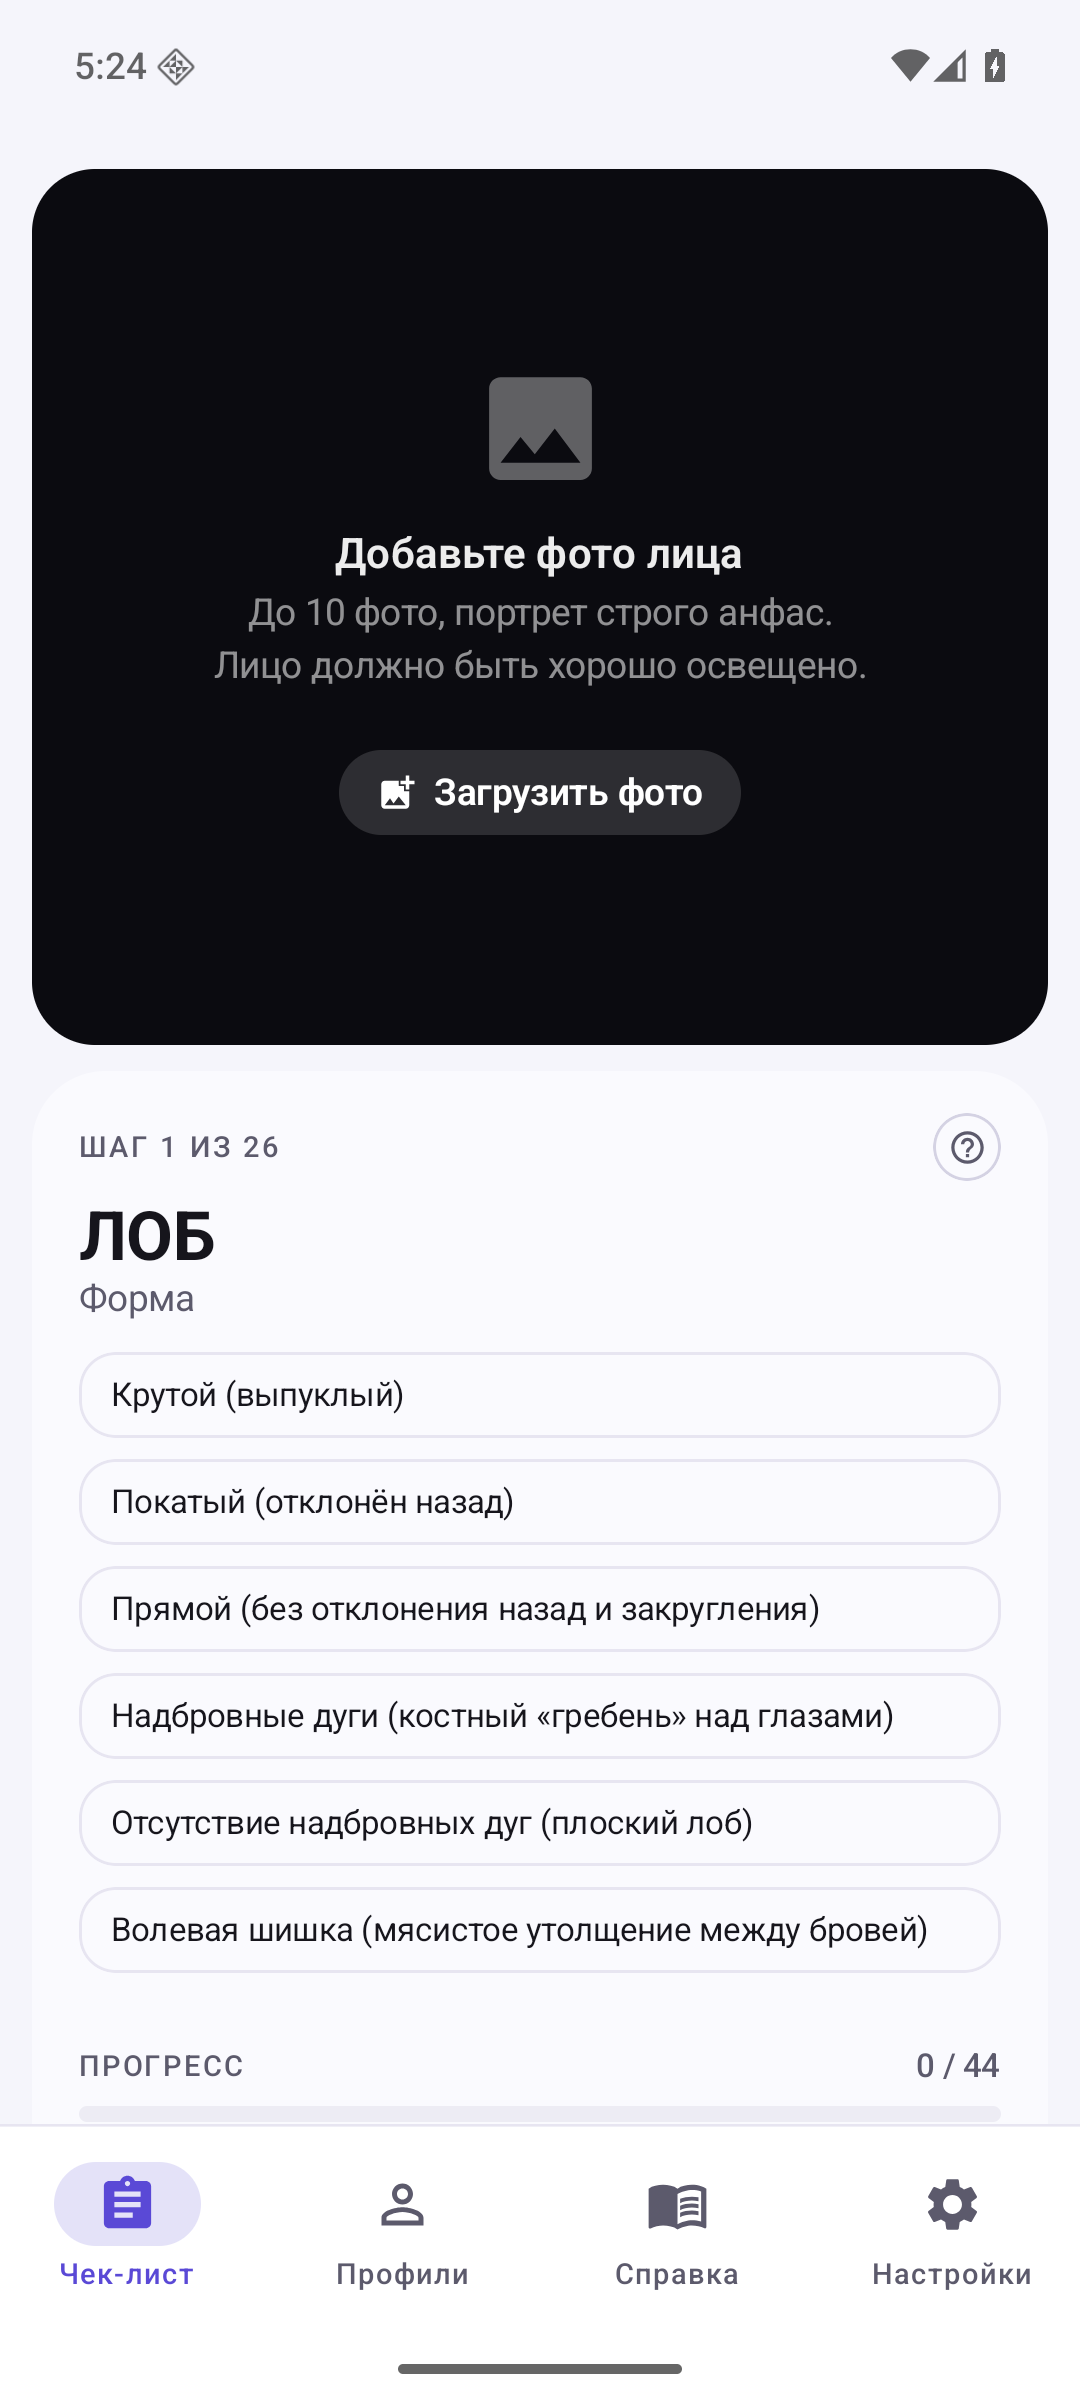 5:24
Добавьте фото лица
До 10 фото, портрет строго анфас.
Лицо должно быть хорошо освещено.
Загрузить фото
ШАГ 1 ИЗ 26
ЛОБ
Форма
Крутой (выпуклый)
Покатый (отклонён назад)
Прямой (без отклонения назад и закругления)
Надбровные дуги (костный «гребень» над глазами)
Отсутствие надбровных дуг (плоский лоб)
Волевая шишка (мясистое утолщение между бровей)
ПРОГРЕСС 0 / 44
Чек-лист Профили Справка Настройки